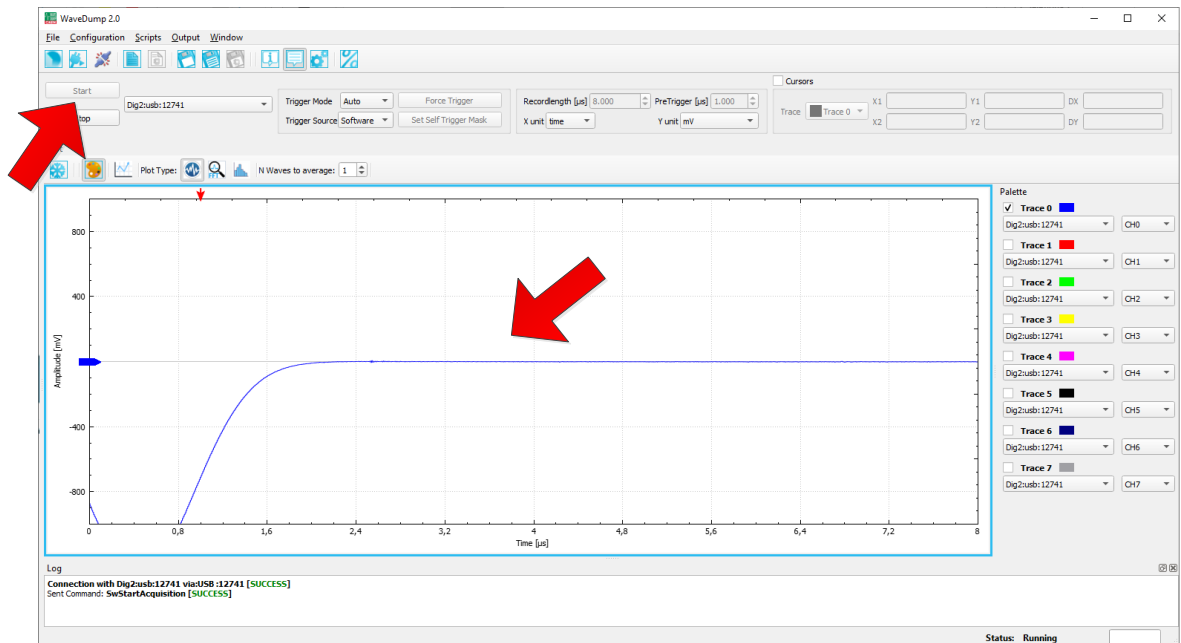 WaveDump 2.0
File Configuration Scripts Output Window
Start
Dig2:usb:12741
Trigger Mode Auto Force Trigger
Trigger Source Software Set Self Trigger Mask
Recordlength [µs] 8.000 PreTrigger [µs] 1.000
X unit time Y unit mV
Cursors
Trace Trace 0 X1 Y1 DX
X2 Y2 DY
Plot Type: N Waves to average: 1
Palette
Trace 0
Dig2:usb:12741 CH0
Trace 1
Dig2:usb:12741 CH1
Trace 2
Dig2:usb:12741 CH2
Trace 3
Dig2:usb:12741 CH3
Trace 4
Dig2:usb:12741 CH4
Trace 5
Dig2:usb:12741 CH5
Trace 6
Dig2:usb:12741 CH6
Trace 7
Dig2:usb:12741 CH7
800
400
-400
-800
Amplitude [mV]
0 0,8 1,6 2,4 3,2 4 4,8 5,6 6,4 7,2 8
Time [µs]
Log
Connection with Dig2:usb:12741 via:USB :12741 [SUCCESS]
Sent Command: SwStartAcquisition [SUCCESS]
Status: Running